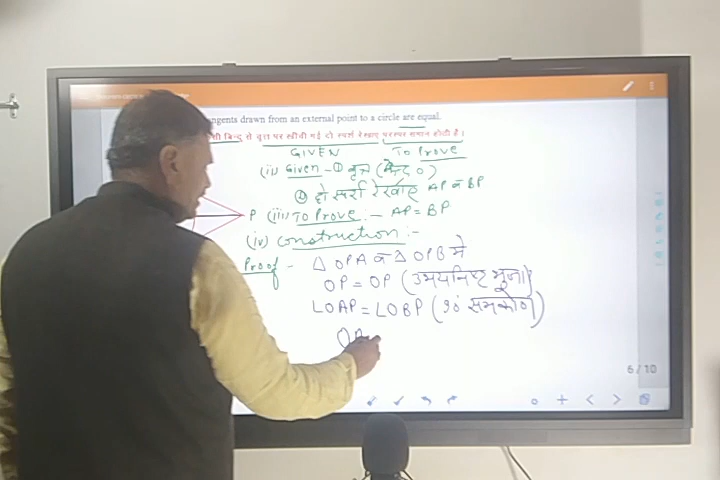 tangents drawn from an external point to a circle are equal.
बिन्दु से वृत्त पर खींची गई दो स्पर्श रेखाएं परस्पर समान होती हैं।
GIVEN To Prove
(ii) Given - ① वृत्त (केन्द्र O)
② दो स्पर्श रेखाएं AP व BP
P (iii) To Prove :- AP = BP
(iv) Construction :-
Proof - Δ OPA व Δ OPB में
OP = OP (उभयनिष्ठ भुजा)
∠OAP = ∠OBP (90 समकोण)
6 / 10